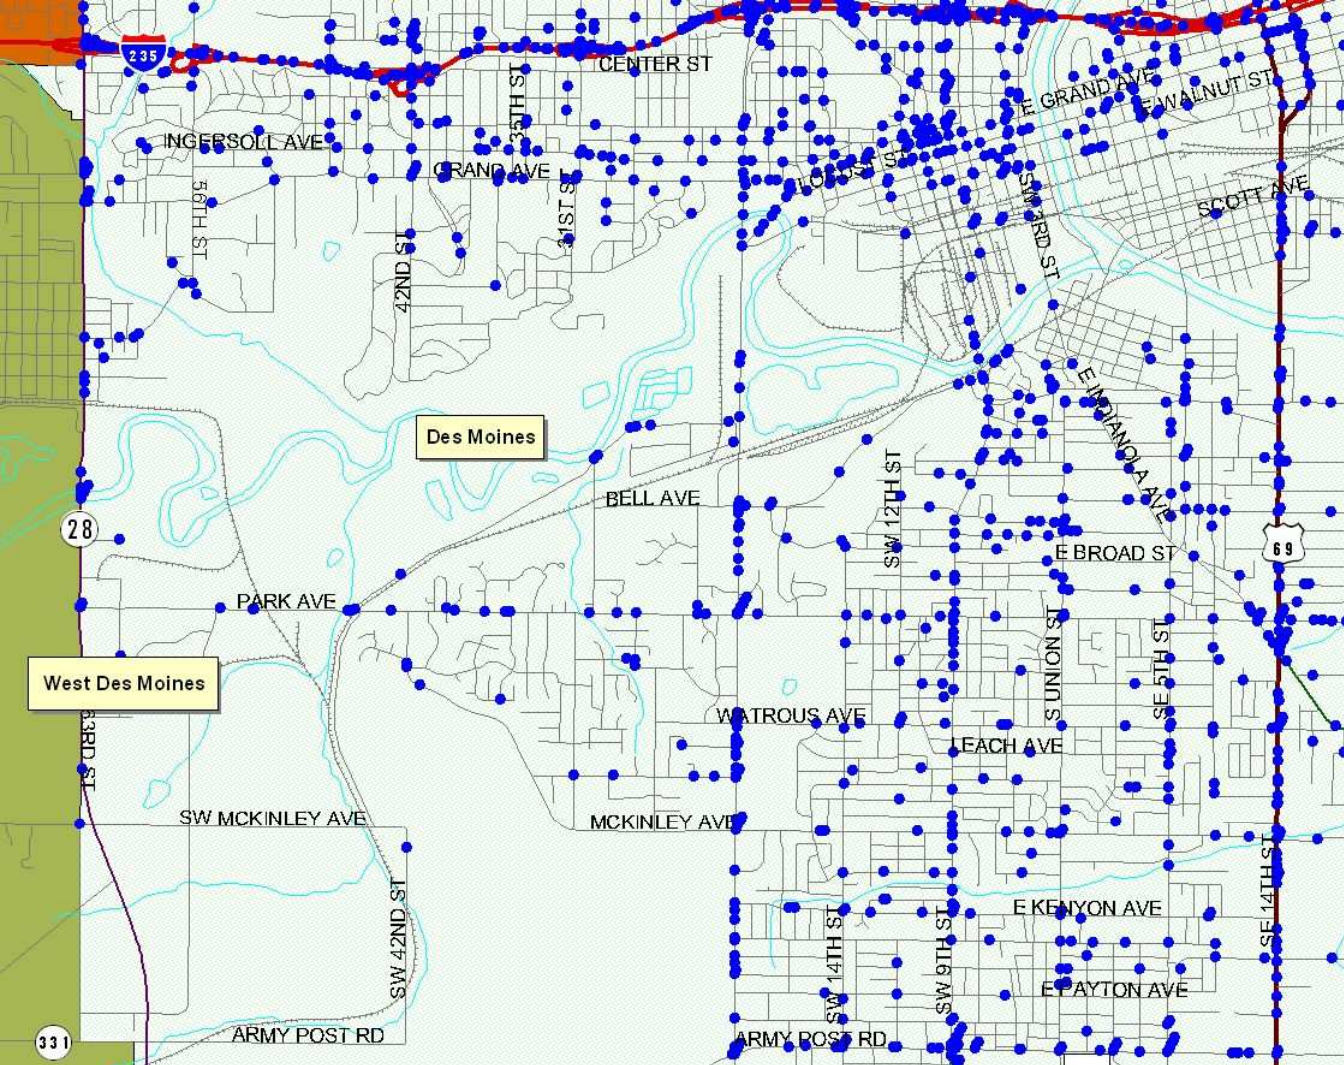 235
CENTER ST
35TH ST
E GRAND AVE
E WALNUT ST
INGERSOLL AVE
GRAND AVE
LOCUST ST
56TH ST
31ST ST
SW 3RD ST
SCOTT AVE
42ND ST
E INDIANOLA AVE
Des Moines
BELL AVE
SW 12TH ST
28
E BROAD ST
69
PARK AVE
S UNION ST
SE 5TH ST
West Des Moines
63RD ST
WATROUS AVE
LEACH AVE
SW MCKINLEY AVE
MCKINLEY AVE
SE 14TH ST
SW 42ND ST
SW 14TH ST
SW 9TH ST
E KENYON AVE
E PAYTON AVE
331
ARMY POST RD
ARMY POST RD